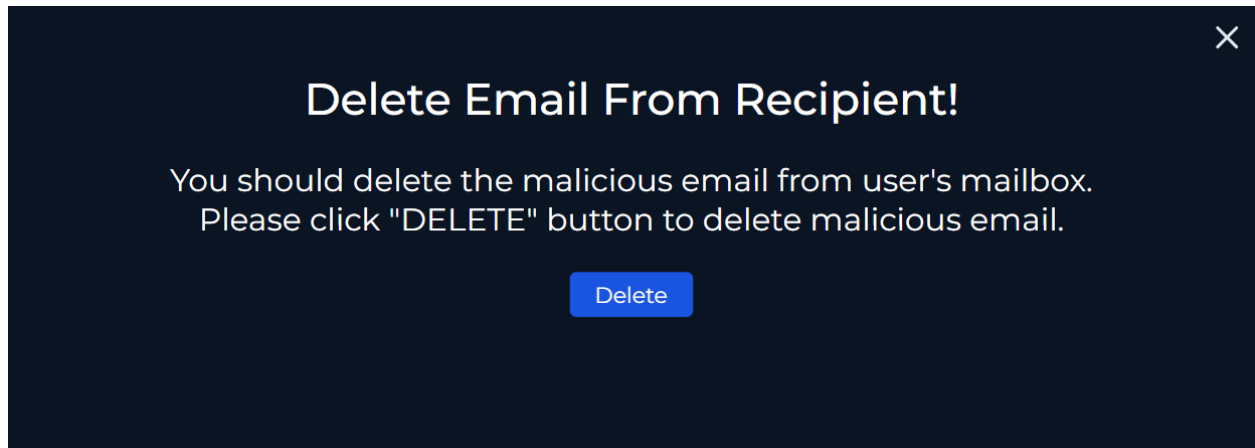 Delete Email From Recipient!
You should delete the malicious email from user's mailbox.
Please click "DELETE" button to delete malicious email.
Delete